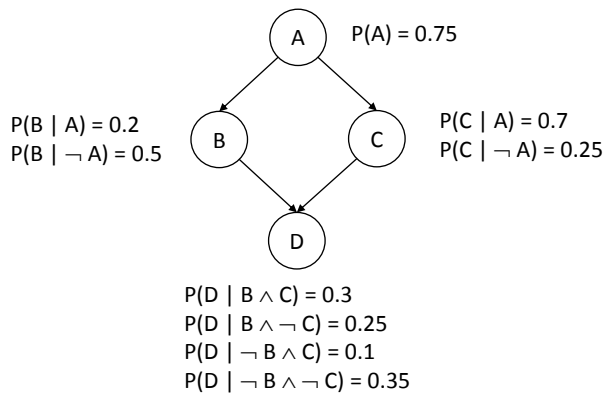 A
P(A) = 0.75
P(B | A) = 0.2
P(B | ¬ A) = 0.5
B
C
P(C | A) = 0.7
P(C | ¬ A) = 0.25
D
P(D | B ∧ C) = 0.3
P(D | B ∧ ¬ C) = 0.25
P(D | ¬ B ∧ C) = 0.1
P(D | ¬ B ∧ ¬ C) = 0.35